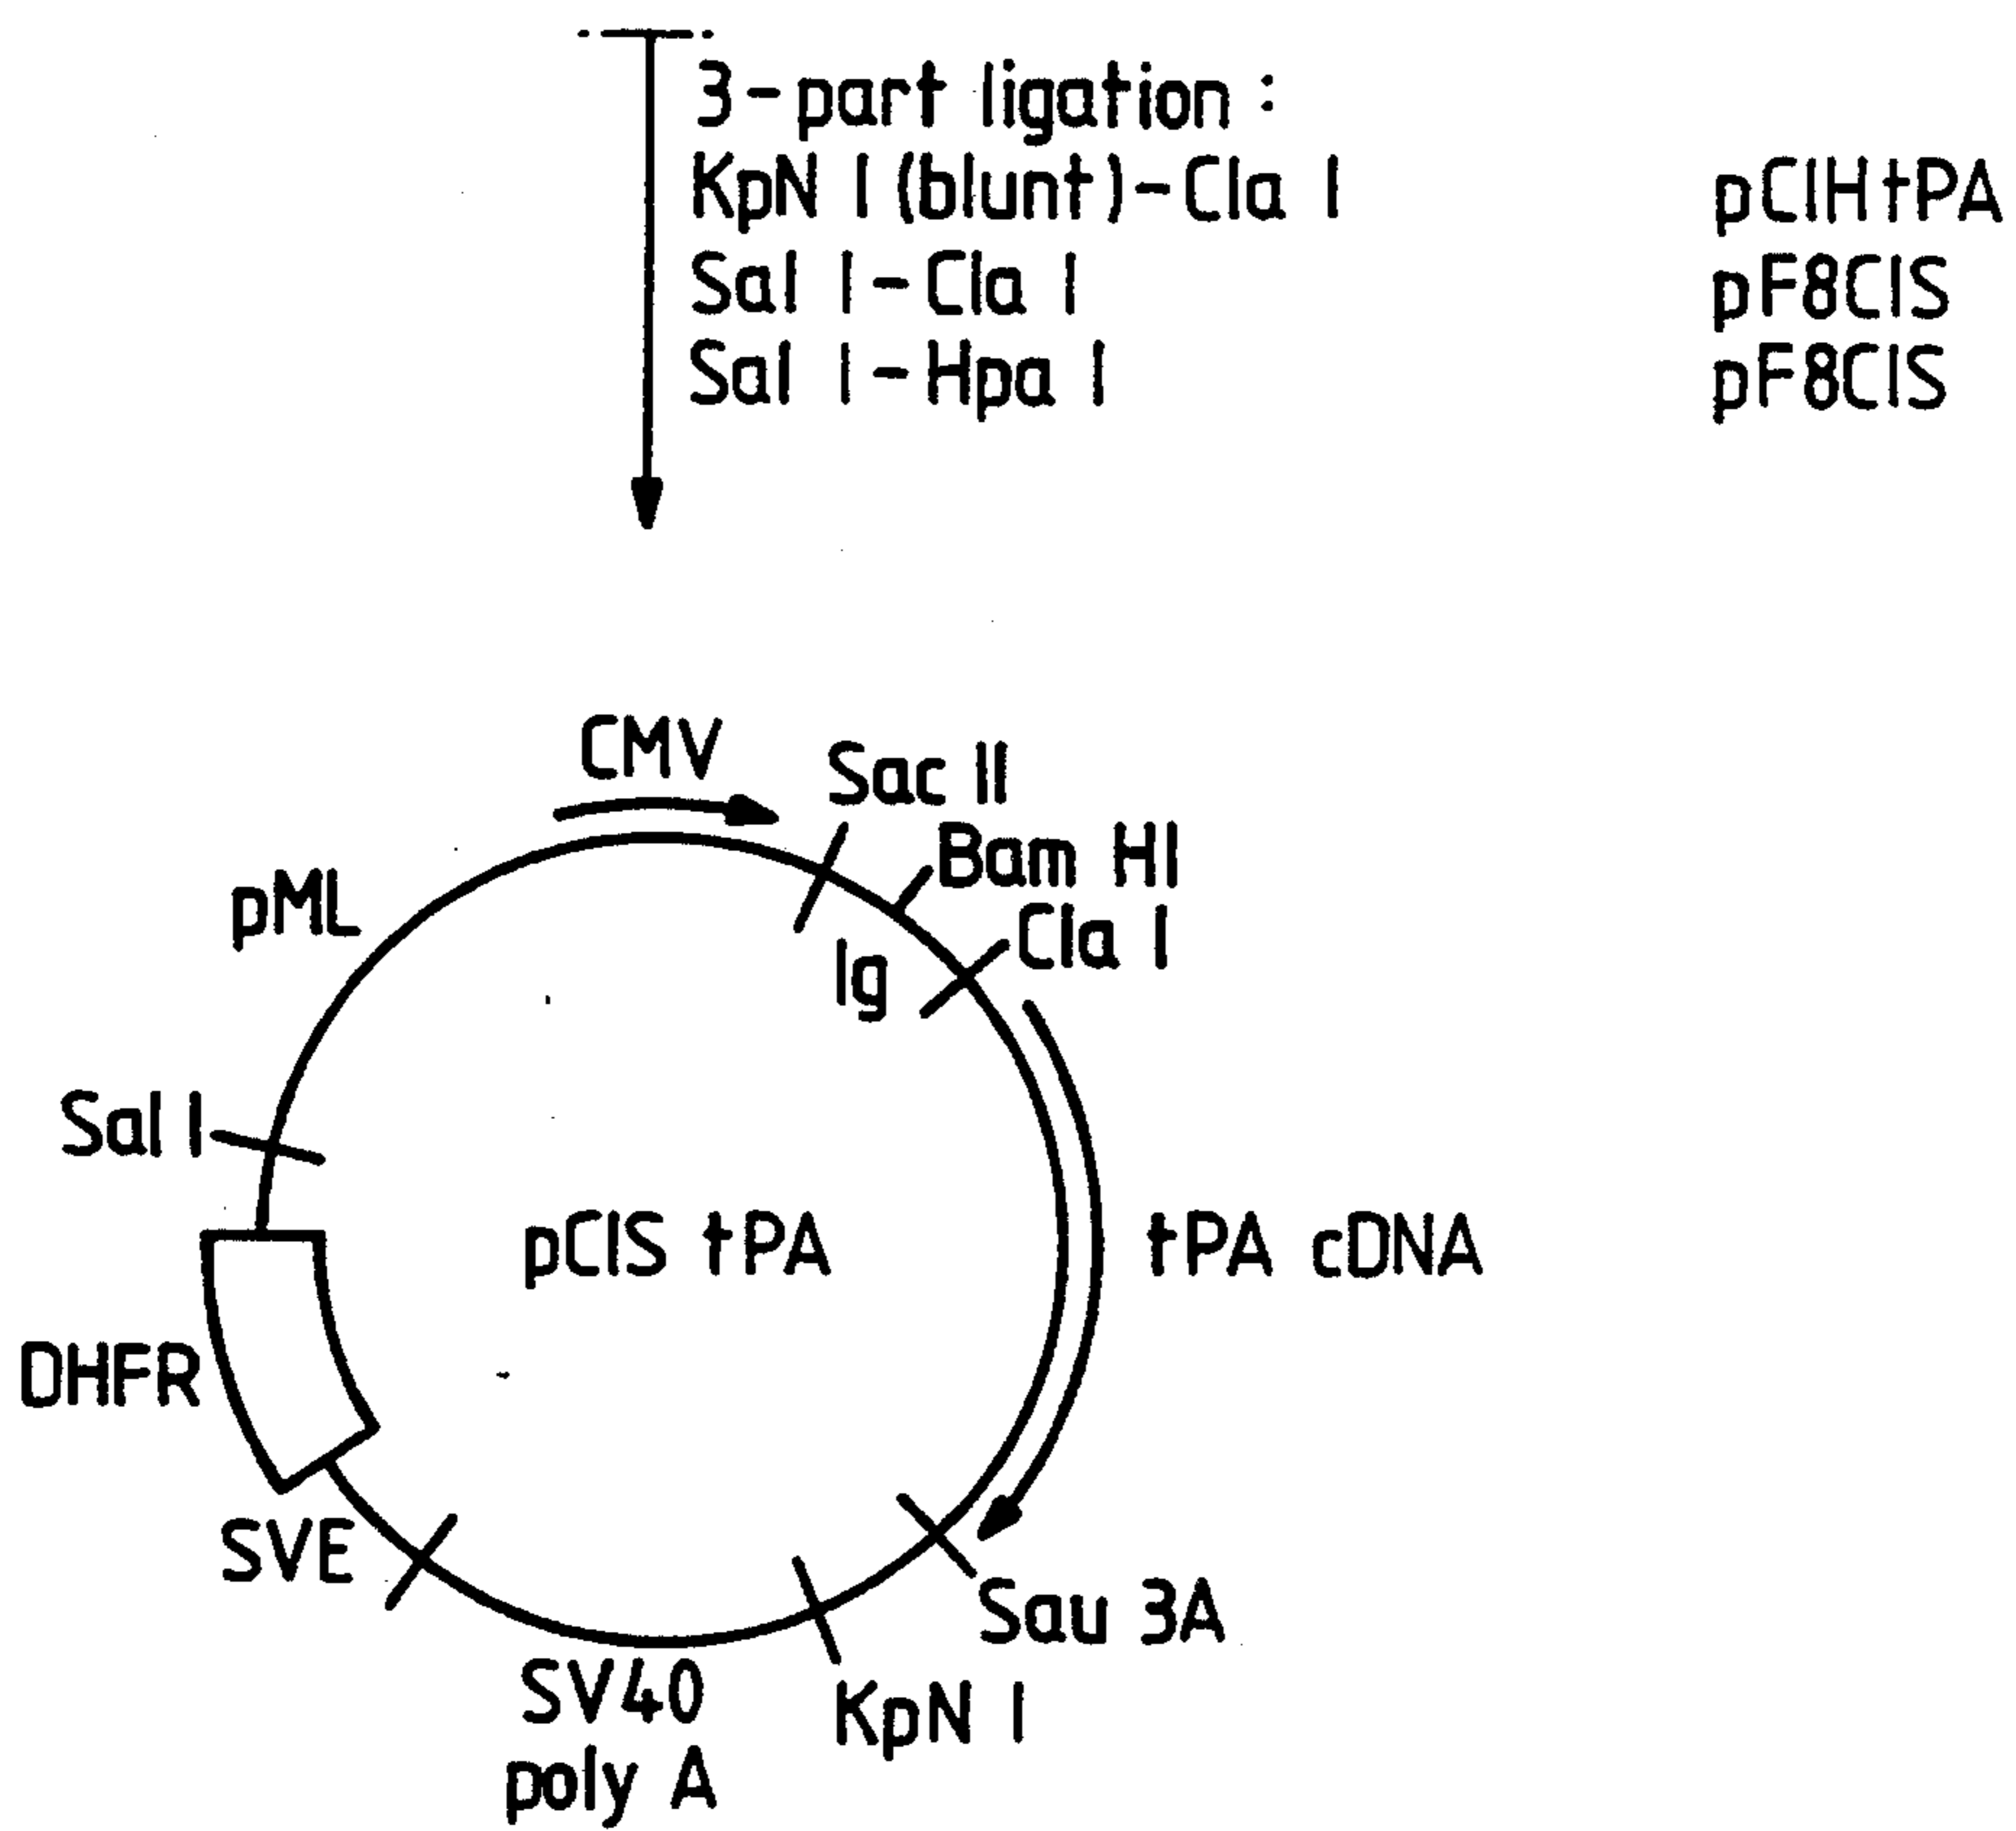 3-part ligation :
KpN I (blunt)-Cla I pCIHtPA
Sal I-Cla I pF8CIS
Sal I-Hpa I pF8CIS
CMV
Sac II
Bam HI
pML
Cla I
Ig
Sal I
pCIS tPA
tPA cDNA
DHFR
SVE
Sau 3A
SV40
KpN I
poly A